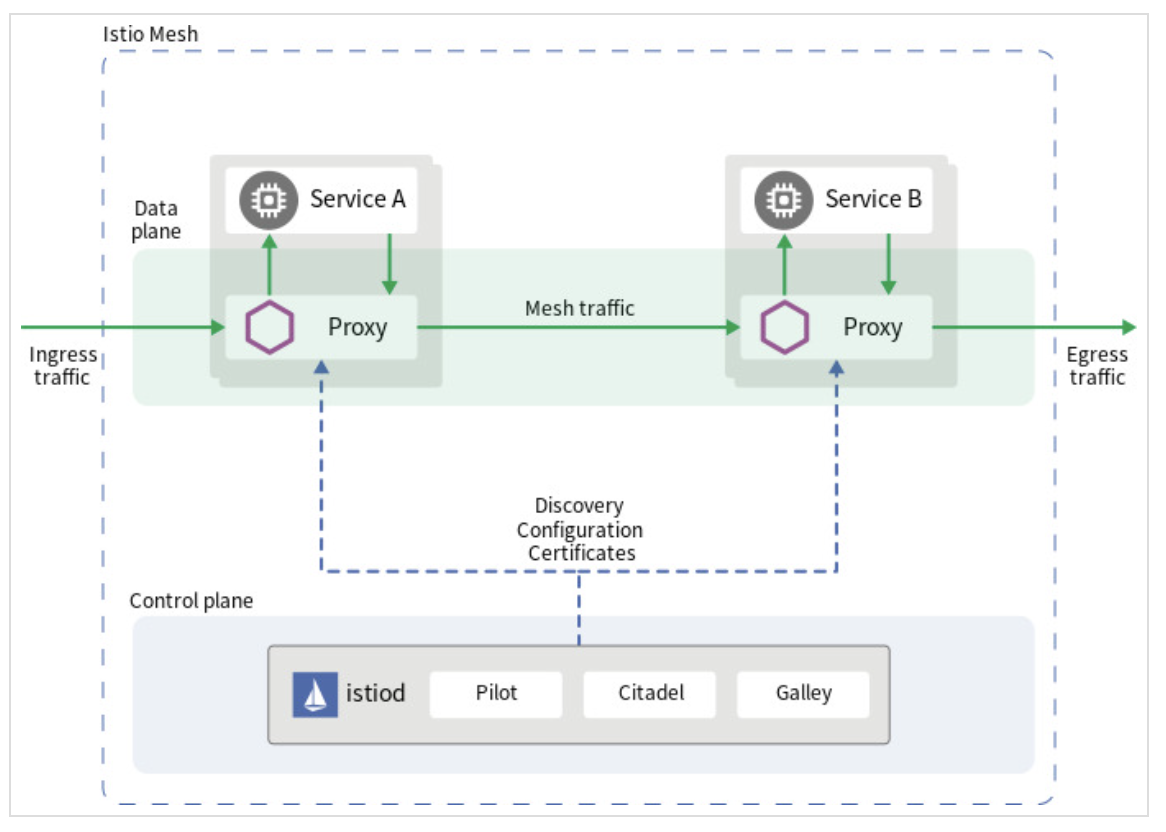 Istio Mesh
Service A
Service B
Data
plane
Mesh traffic
Proxy
Proxy
Ingress
traffic
Egress
traffic
Discovery
Configuration
Certificates
Control plane
istiod
Pilot
Citadel
Galley